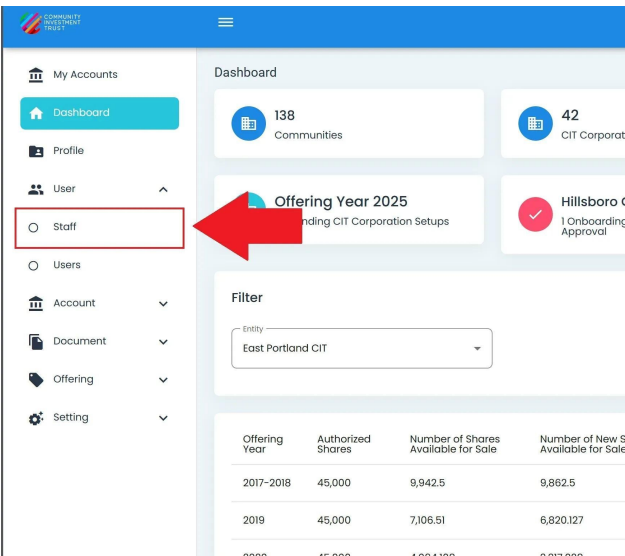 COMMUNITY
INVESTMENT
TRUST
My Accounts
Dashboard
Profile
User
Staff
Users
Account
Document
Offering
Setting
Dashboard
138
Communities
42
CIT Corporat
Offering Year 2025
nding CIT Corporation Setups
Hillsboro
1 Onboarding
Approval
Filter
Entity
East Portland CIT
Offering Year
Authorized Shares
Number of Shares Available for Sale
Number of New S Available for Sale
2017-2018 45,000 9,942.5 9,862.5
2019 45,000 7,106.51 6,820.127